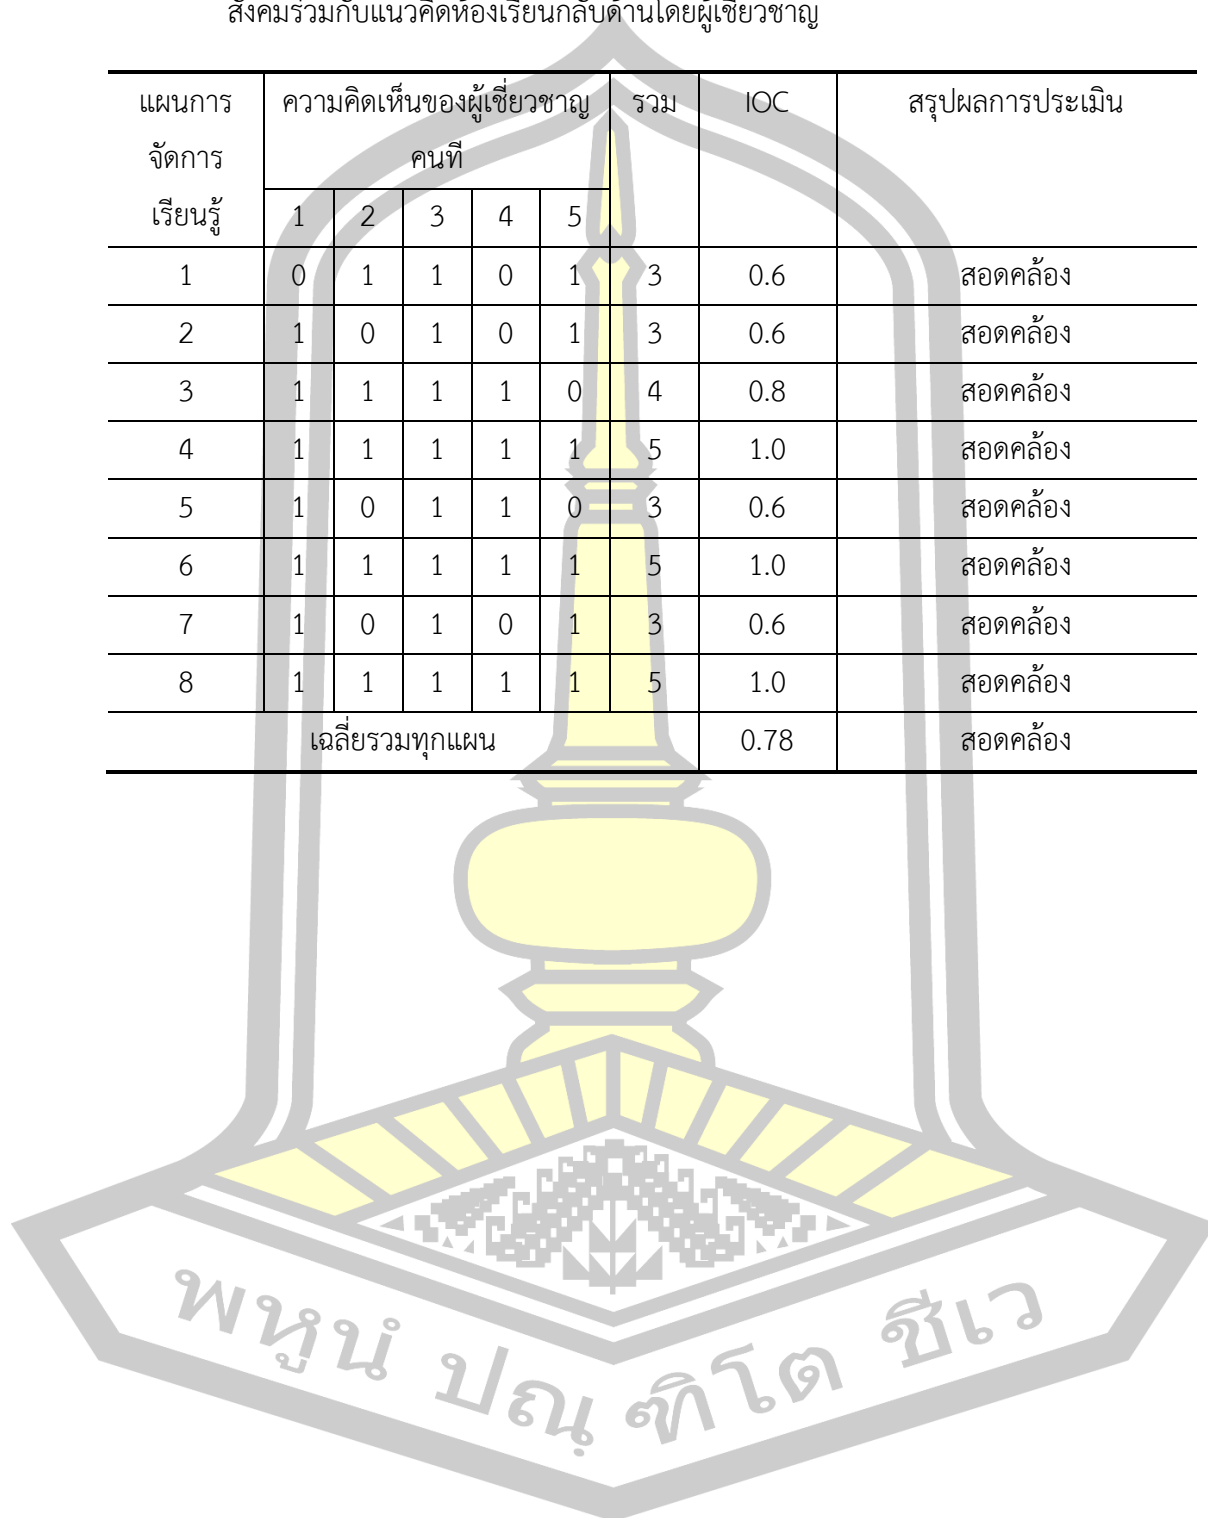 สังคมร่วมกับแนวคิดห้องเรียนกลับด้านโดยผู้เชี่ยวชาญ
แผนการจัดการเรียนรู้ ความคิดเห็นของผู้เชี่ยวชาญคนที่ รวม IOC สรุปผลการประเมิน
1 2 3 4 5
1 0 1 1 0 1 3 0.6 สอดคล้อง
2 1 0 1 0 1 3 0.6 สอดคล้อง
3 1 1 1 1 0 4 0.8 สอดคล้อง
4 1 1 1 1 1 5 1.0 สอดคล้อง
5 1 0 1 1 0 3 0.6 สอดคล้อง
6 1 1 1 1 1 5 1.0 สอดคล้อง
7 1 0 1 0 1 3 0.6 สอดคล้อง
8 1 1 1 1 1 5 1.0 สอดคล้อง
เฉลี่ยรวมทุกแผน 0.78 สอดคล้อง
พหูนํ ปณฺ ฑิโต ชีเว